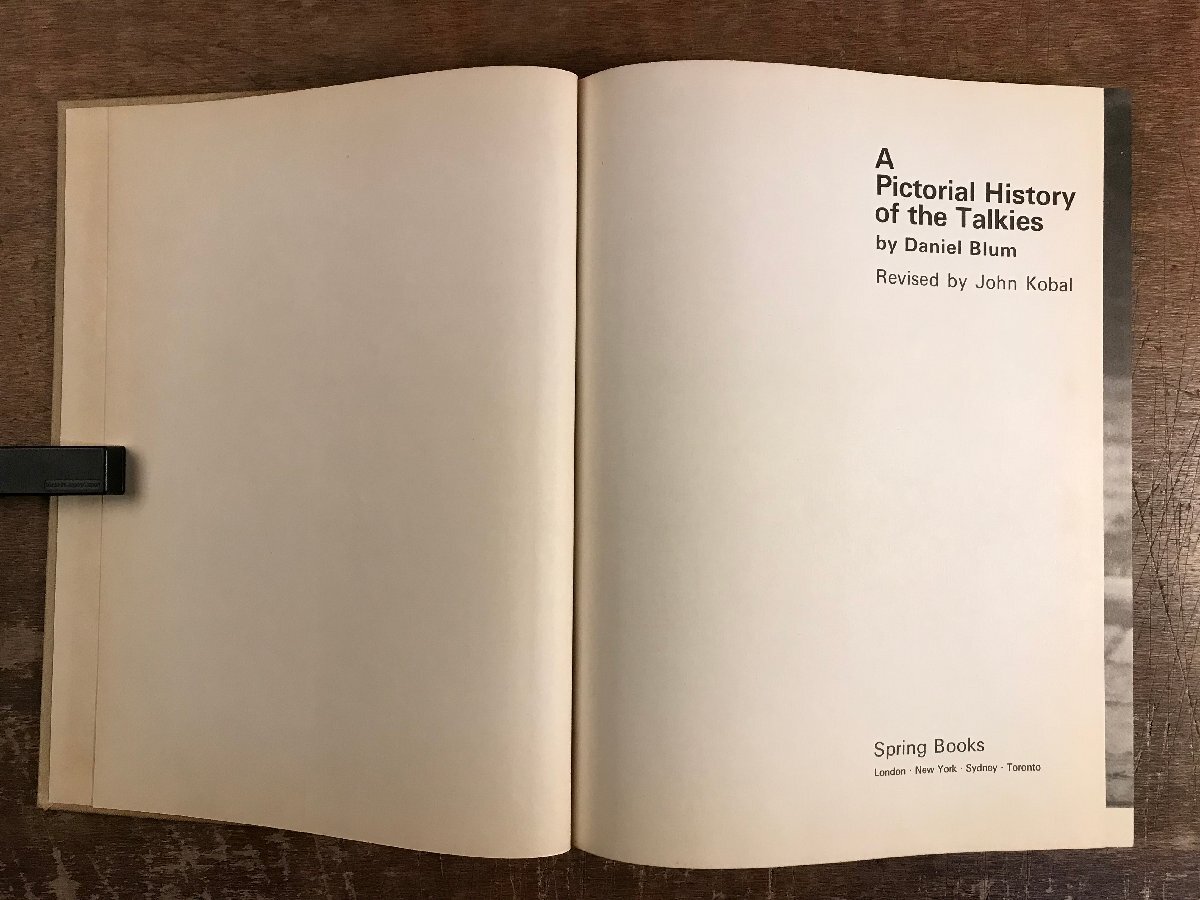 A
Pictorial History
of the Talkies
by Daniel Blum
Revised by John Kobal
Spring Books
London · New York · Sydney · Toronto